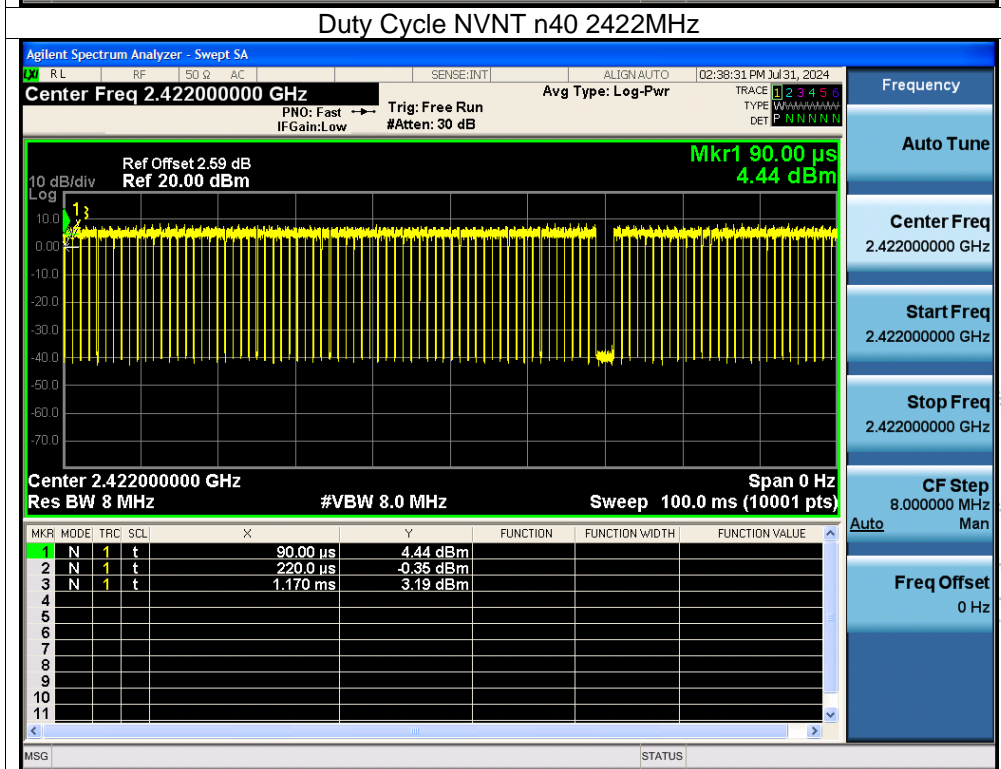 Duty Cycle NVNT n40 2422MHz
Agilent Spectrum Analyzer - Swept SA
LXI RL RF 50 Ω AC SENSE:INT ALIGN AUTO 02:38:31 PM Jul 31, 2024
Center Freq 2.422000000 GHz
PNO: Fast
IFGain:Low
Trig: Free Run
#Atten: 30 dB
Avg Type: Log-Pwr
TRACE 1 2 3 4 5 6
TYPE WWWWWW
DET P N N N N N
Ref Offset 2.59 dB
10 dB/div Ref 20.00 dBm
Log
Mkr1 90.00 µs
4.44 dBm
1 3
10.0
0.00
-10.0
-20.0
-30.0
-40.0
-50.0
-60.0
-70.0
Center 2.422000000 GHz Span 0 Hz
Res BW 8 MHz #VBW 8.0 MHz Sweep 100.0 ms (10001 pts)
MKR MODE TRC SCL X Y FUNCTION FUNCTION WIDTH FUNCTION VALUE
1 N 1 t 90.00 µs 4.44 dBm
2 N 1 t 220.0 µs -0.35 dBm
3 N 1 t 1.170 ms 3.19 dBm
4
5
6
7
8
9
10
11
MSG STATUS
Frequency
Auto Tune
Center Freq
2.422000000 GHz
Start Freq
2.422000000 GHz
Stop Freq
2.422000000 GHz
CF Step
8.000000 MHz
Auto Man
Freq Offset
0 Hz